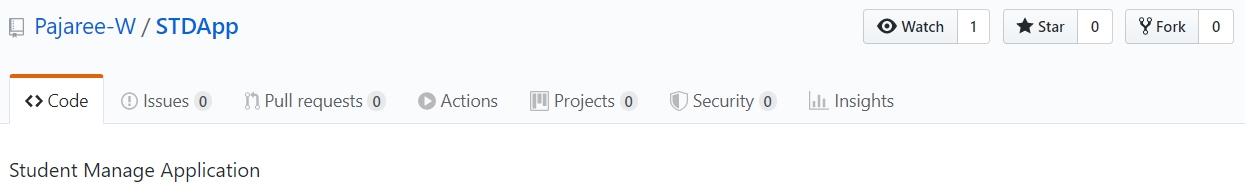 Pajaree-W / STDApp Watch 1 Star 0 Fork 0
Code Issues 0 Pull requests 0 Actions Projects 0 Security 0 Insights
Student Manage Application